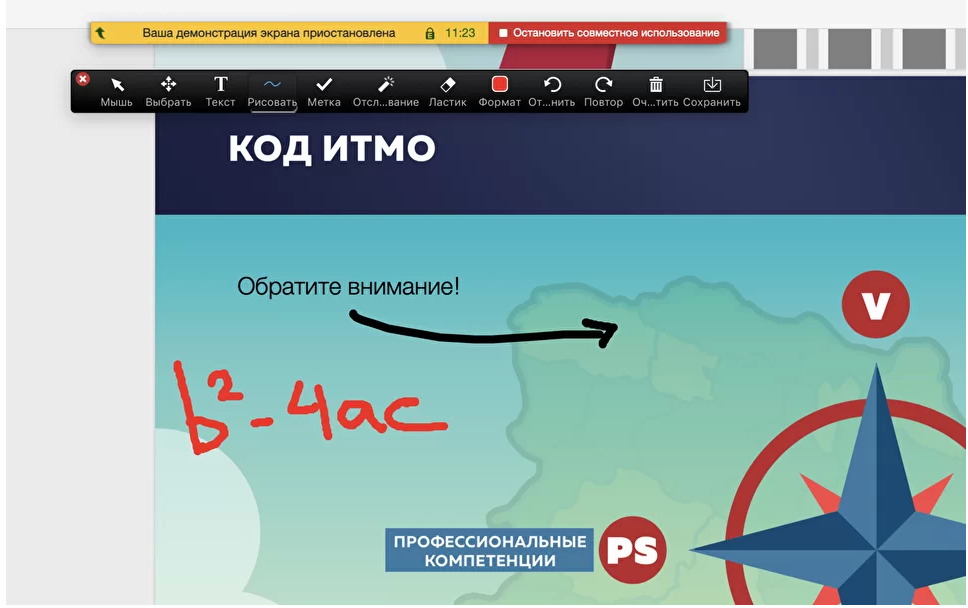 Ваша демонстрация экрана приостановлена 11:23 Остановить совместное использование
Мышь Выбрать Текст Рисовать Метка Отсл...вание Ластик Формат От...нить Повтор Оч...тить Сохранить
КОД ИТМО
Обратите внимание!
V
b²-4ac
ПРОФЕССИОНАЛЬНЫЕ
КОМПЕТЕНЦИИ
PS